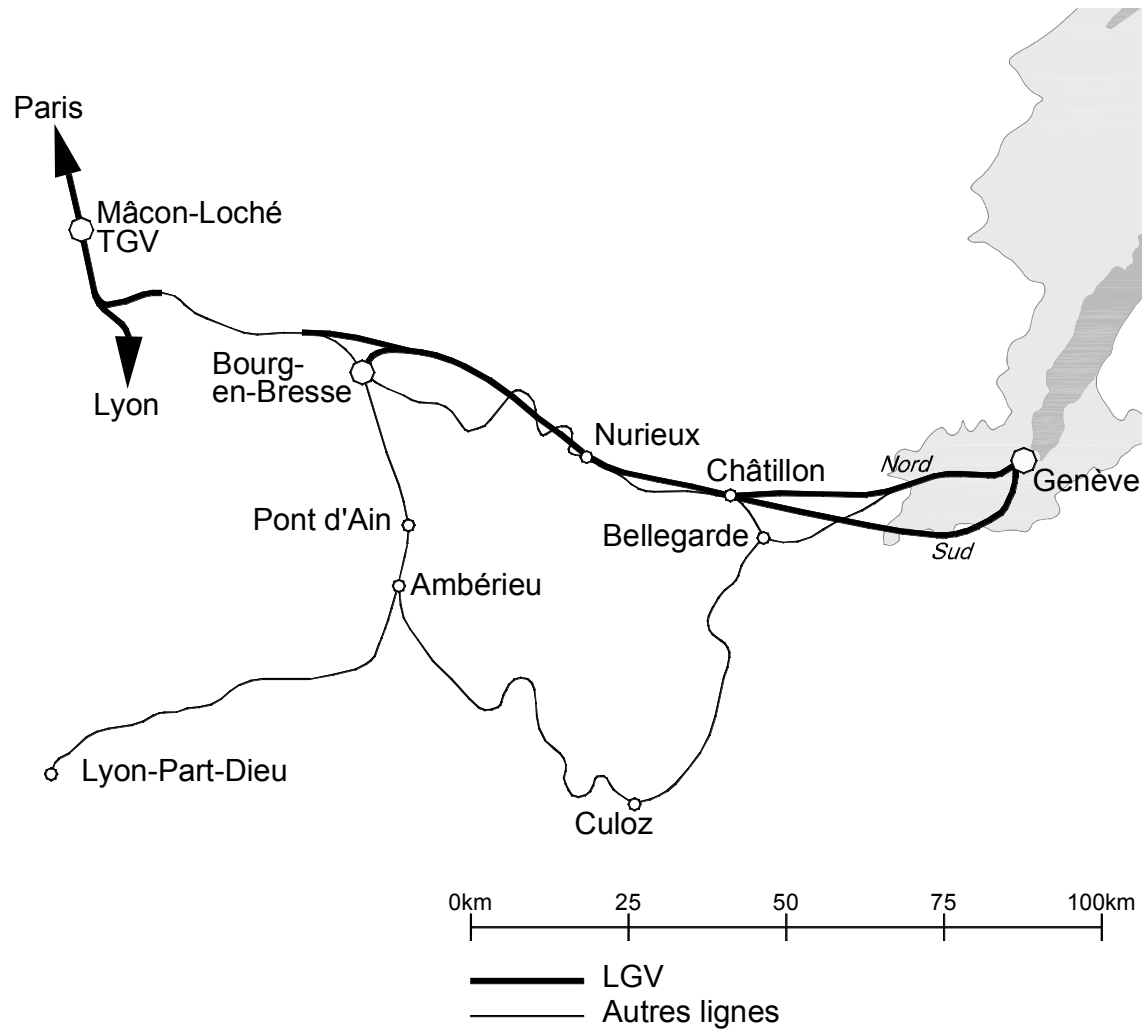 Paris
Mâcon-Loché
TGV
Lyon
Bourg-
en-Bresse
Nurieux
Châtillon
Nord
Genève
Pont d'Ain
Bellegarde
Sud
Ambérieu
Lyon-Part-Dieu
Culoz
0km 25 50 75 100km
LGV
Autres lignes